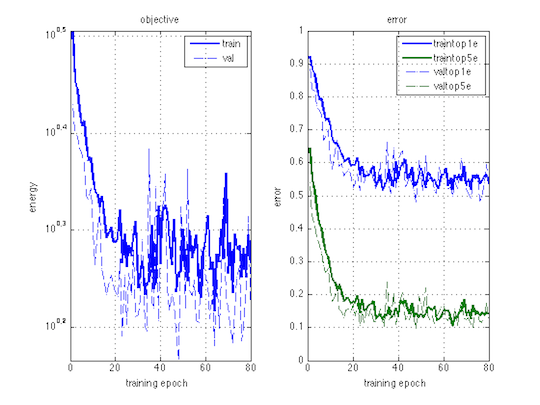 objective
error
10^0.5
10^0.4
10^0.3
10^0.2
energy
train
val
0
20
40
60
80
training epoch
1
0.9
0.8
0.7
0.6
0.5
0.4
0.3
0.2
0.1
0
error
traintop1e
traintop5e
valtop1e
valtop5e
0
20
40
60
80
training epoch